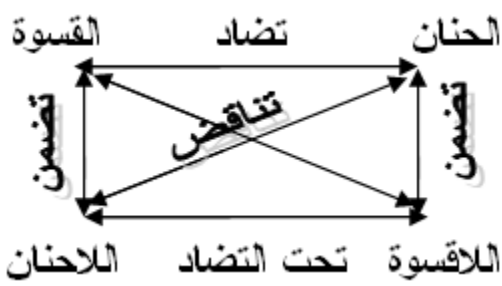 الحنان تضاد القسوة
تضمن تناقض تضمن
اللاقسوة تحت التضاد اللاحنان